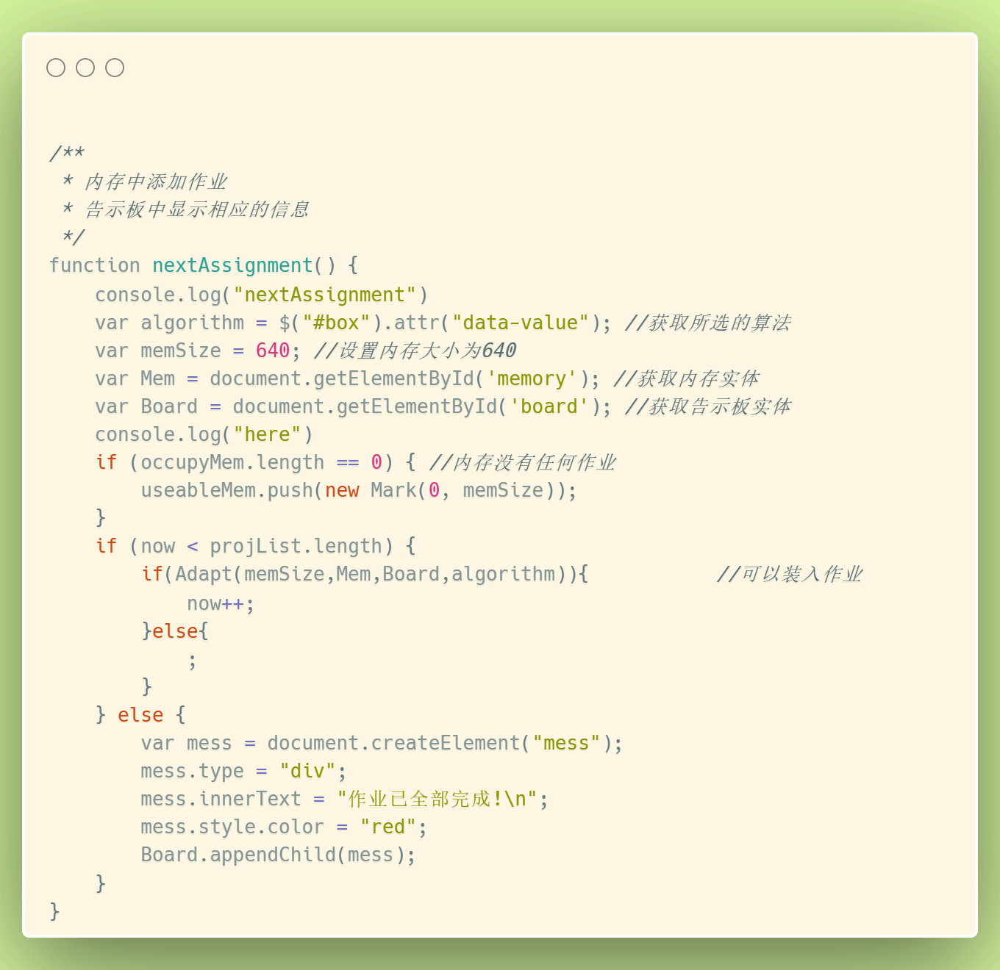 /**
 * 内存中添加作业
 * 告示板中显示相应的信息
 */
function nextAssignment() {
    console.log("nextAssignment")
    var algorithm = $("#box").attr("data-value"); //获取所选的算法
    var memSize = 640; //设置内存大小为640
    var Mem = document.getElementById('memory'); //获取内存实体
    var Board = document.getElementById('board'); //获取告示板实体
    console.log("here")
    if (occupyMem.length == 0) { //内存没有任何作业
        useableMem.push(new Mark(0, memSize));
    }
    if (now < projList.length) {
        if(Adapt(memSize,Mem,Board,algorithm)){           //可以装入作业
            now++;
        }else{
            ;
        }
    } else {
        var mess = document.createElement("mess");
        mess.type = "div";
        mess.innerText = "作业已全部完成!\n";
        mess.style.color = "red";
        Board.appendChild(mess);
    }
}